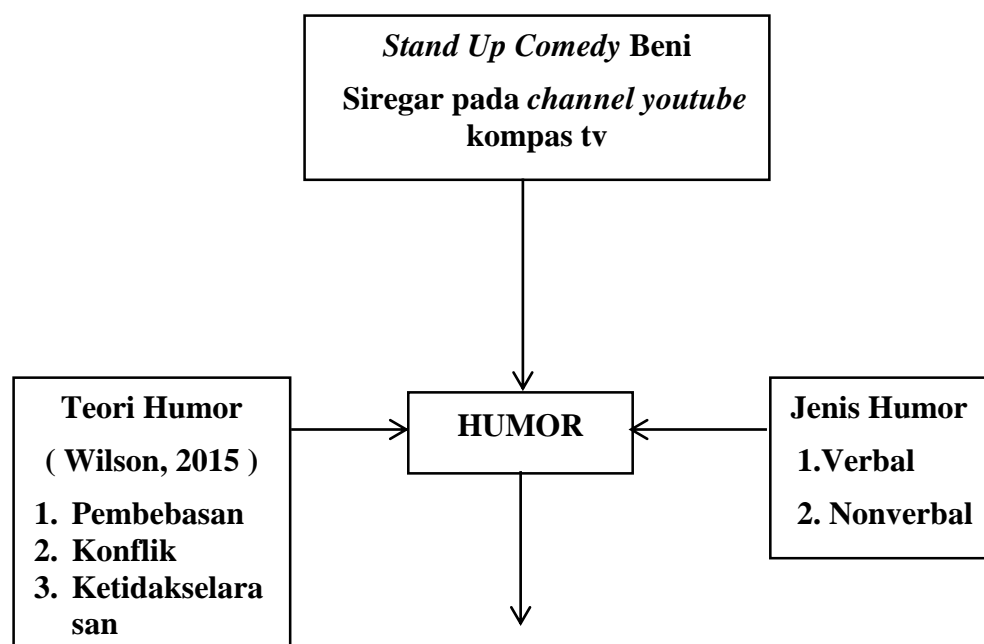 Stand Up Comedy Beni
Siregar pada channel youtube
kompas tv
Teori Humor
( Wilson, 2015 )
1. Pembebasan
2. Konflik
3. Ketidakselara
san
HUMOR
Jenis Humor
1.Verbal
2. Nonverbal